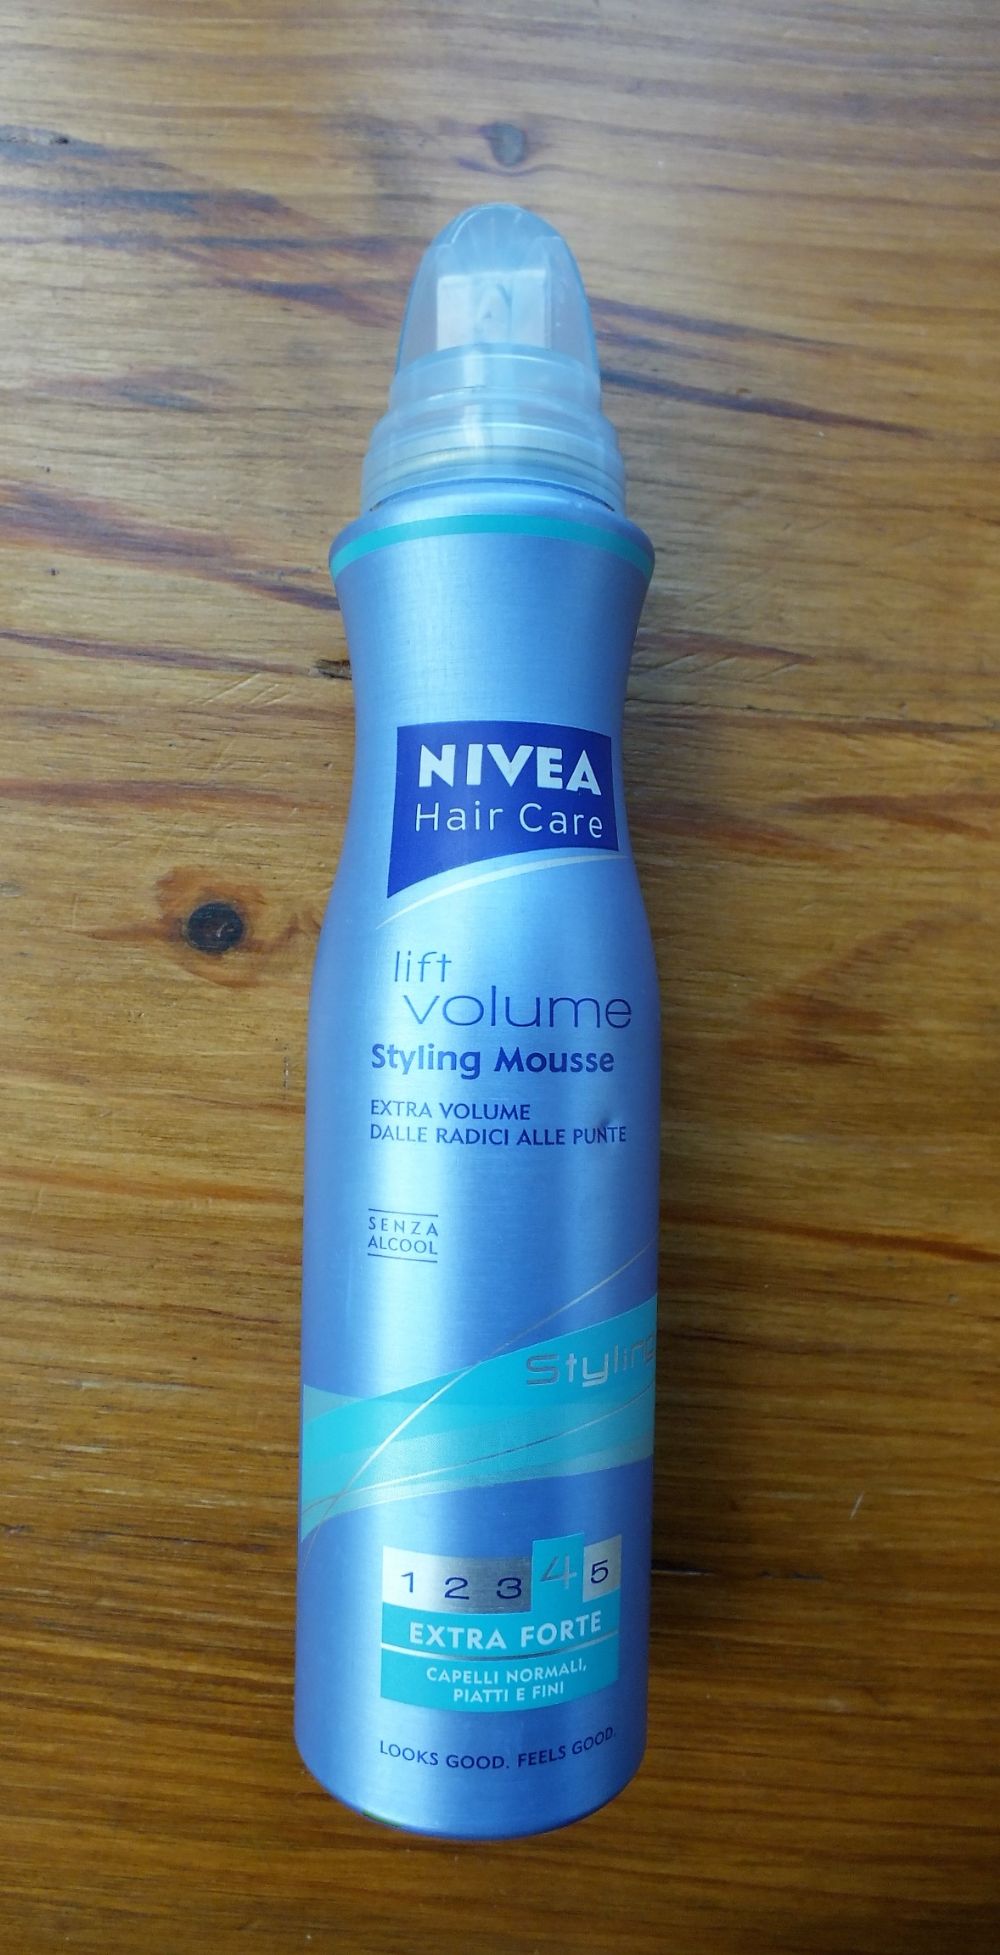 NIVEA
Hair Care
lift
volume
Styling Mousse
EXTRA VOLUME
DALLE RADICI ALLE PUNTE
SENZA
ALCOOL
Styling
1 2 3 4 5
EXTRA FORTE
CAPELLI NORMALI,
PIATTI E FINI
LOOKS GOOD. FEELS GOOD.